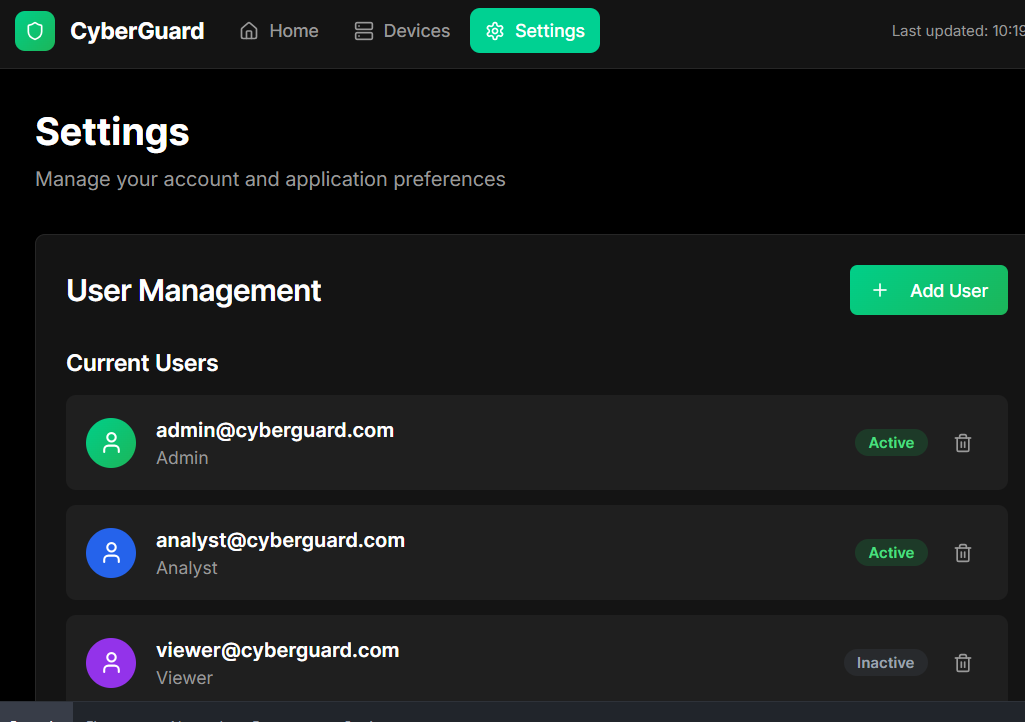 CyberGuard
Home
Devices
Settings
Last updated: 10:19
Settings
Manage your account and application preferences
User Management
Add User
Current Users
admin@cyberguard.com
Admin
Active
analyst@cyberguard.com
Analyst
Active
viewer@cyberguard.com
Viewer
Inactive